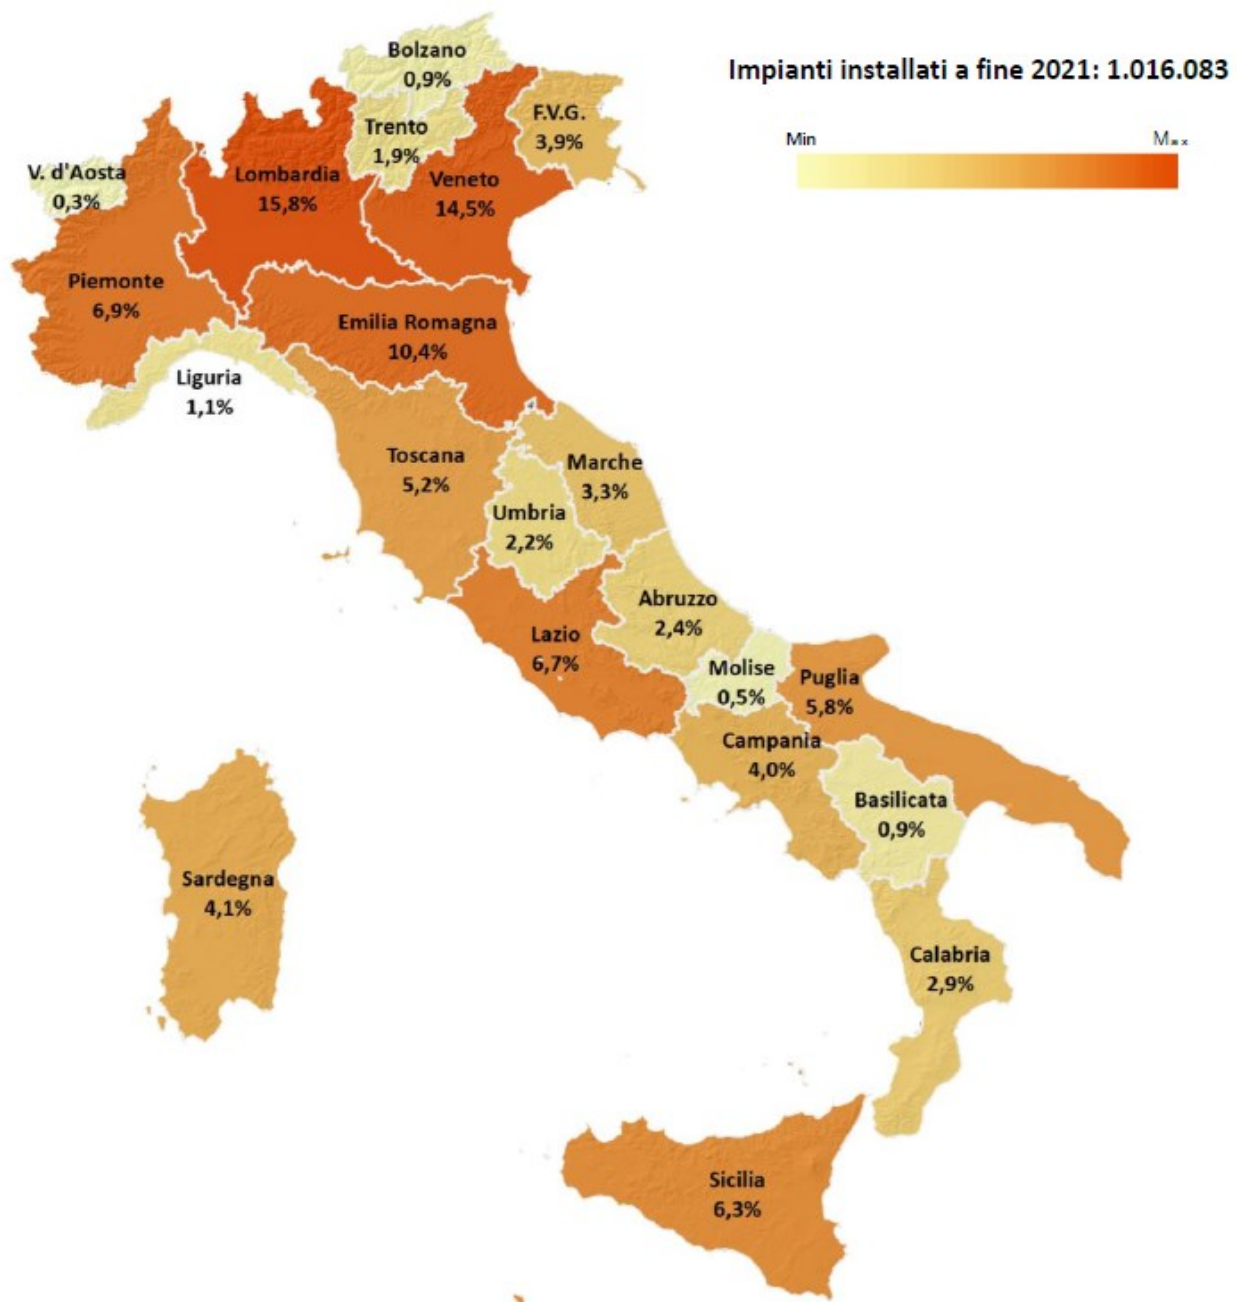 Impianti installati a fine 2021: 1.016.083
Min
Max
Bolzano
0,9%
Trento
1,9%
F.V.G.
3,9%
V. d'Aosta
0,3%
Lombardia
15,8%
Veneto
14,5%
Piemonte
6,9%
Emilia Romagna
10,4%
Liguria
1,1%
Toscana
5,2%
Marche
3,3%
Umbria
2,2%
Abruzzo
2,4%
Lazio
6,7%
Molise
0,5%
Puglia
5,8%
Campania
4,0%
Basilicata
0,9%
Sardegna
4,1%
Calabria
2,9%
Sicilia
6,3%